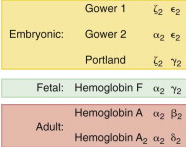 Gower 1 ζ₂ ϵ₂
Embryonic: Gower 2 α₂ ϵ₂
Portland ζ₂ γ₂
Fetal: Hemoglobin F α₂ γ₂
Hemoglobin A α₂ β₂
Adult:
Hemoglobin A₂ α₂ δ₂